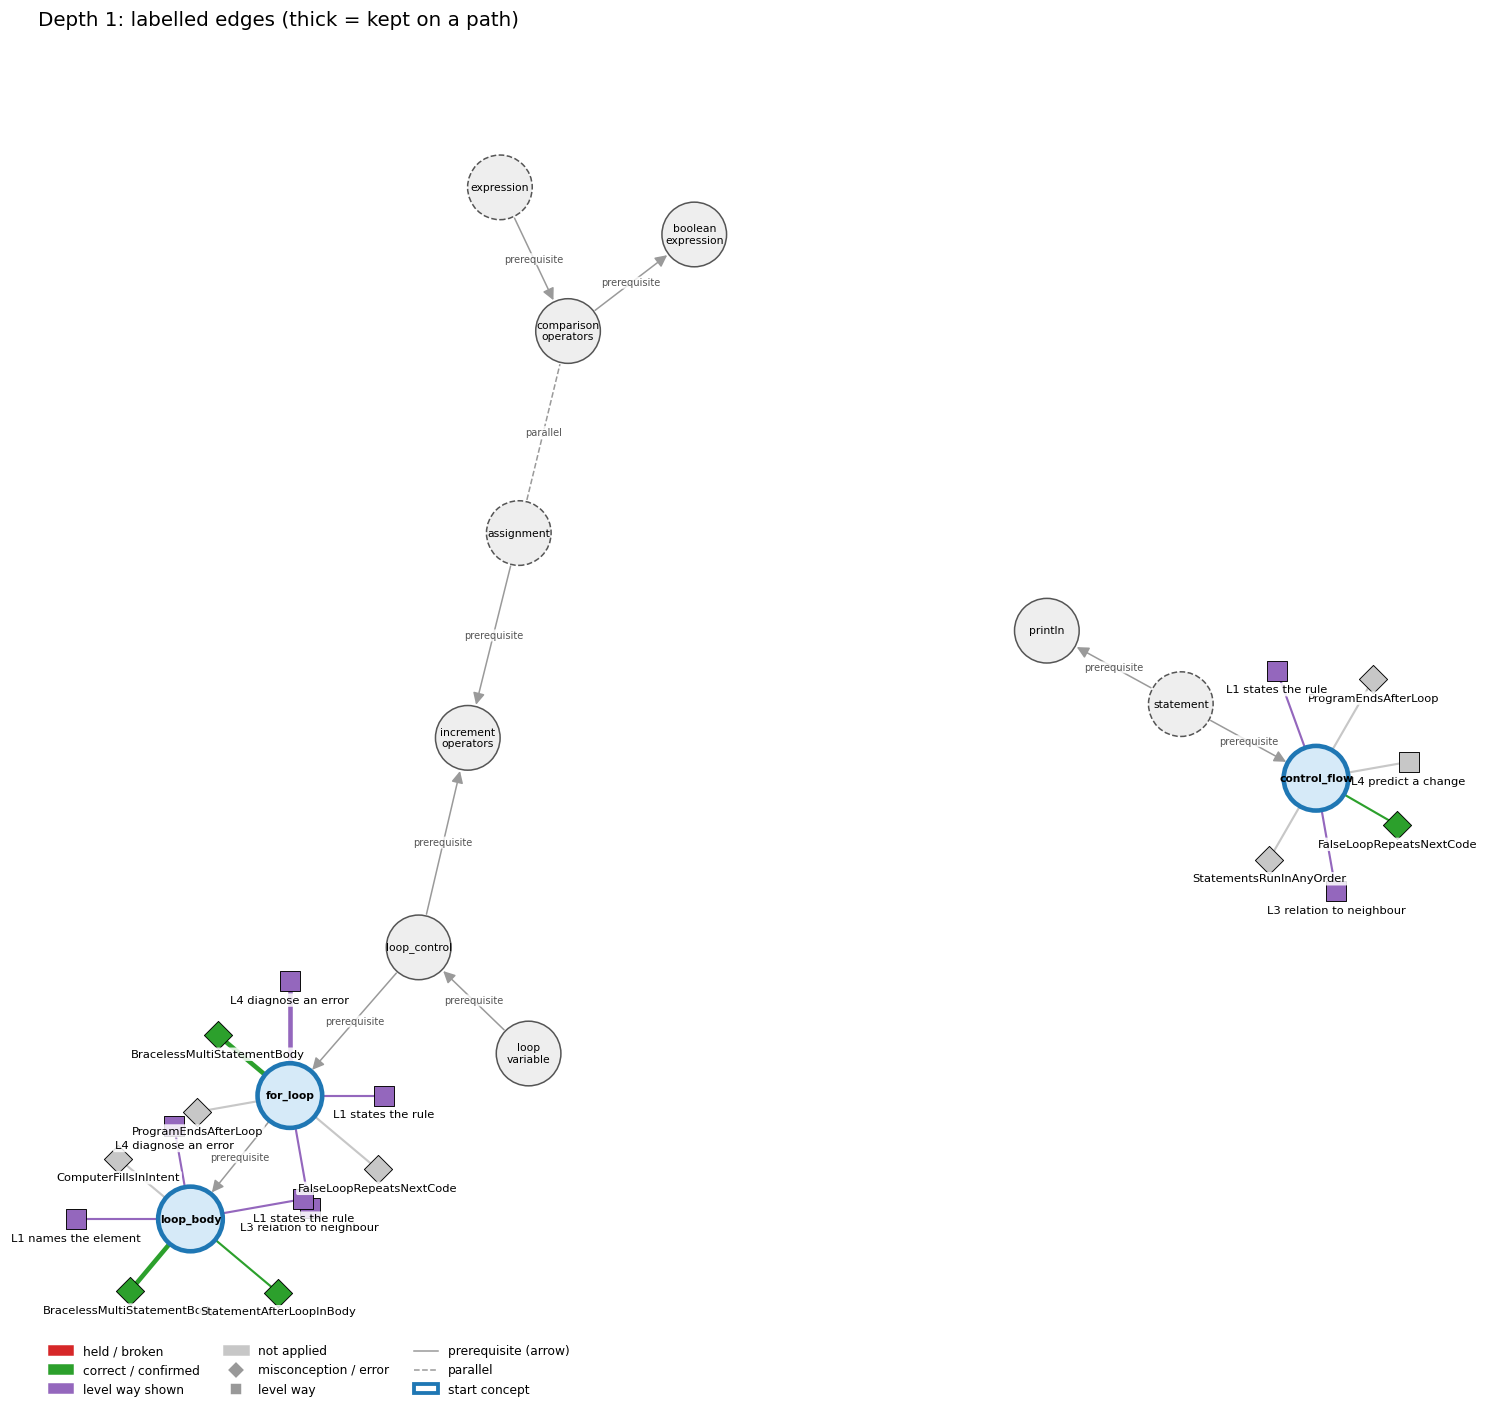 Depth 1: labelled edges (thick = kept on a path)
expression
boolean
expression
prerequisite
prerequisite
comparison
operators
parallel
assignment
prerequisite
println
prerequisite
statement
L1 states the rule
ProgramEndsAfterLoop
prerequisite
control_flow
L4 predict a change
FalseLoopRepeatsNextCode
StatementsRunInAnyOrder
L3 relation to neighbour
increment
operators
prerequisite
loop_control
prerequisite
L4 diagnose an error
prerequisite
loop
variable
BracelessMultiStatementBody
for_loop
L1 states the rule
ProgramEndsAfterLoop
L4 diagnose an error
prerequisite
ComputerFillsInIntent
FalseLoopRepeatsNextCode
loop_body
L1 states the rule
L3 relation to neighbour
L1 names the element
BracelessMultiStatementBo
StatementAfterLoopInBody
held / broken
correct / confirmed
level way shown
not applied
misconception / error
level way
prerequisite (arrow)
parallel
start concept